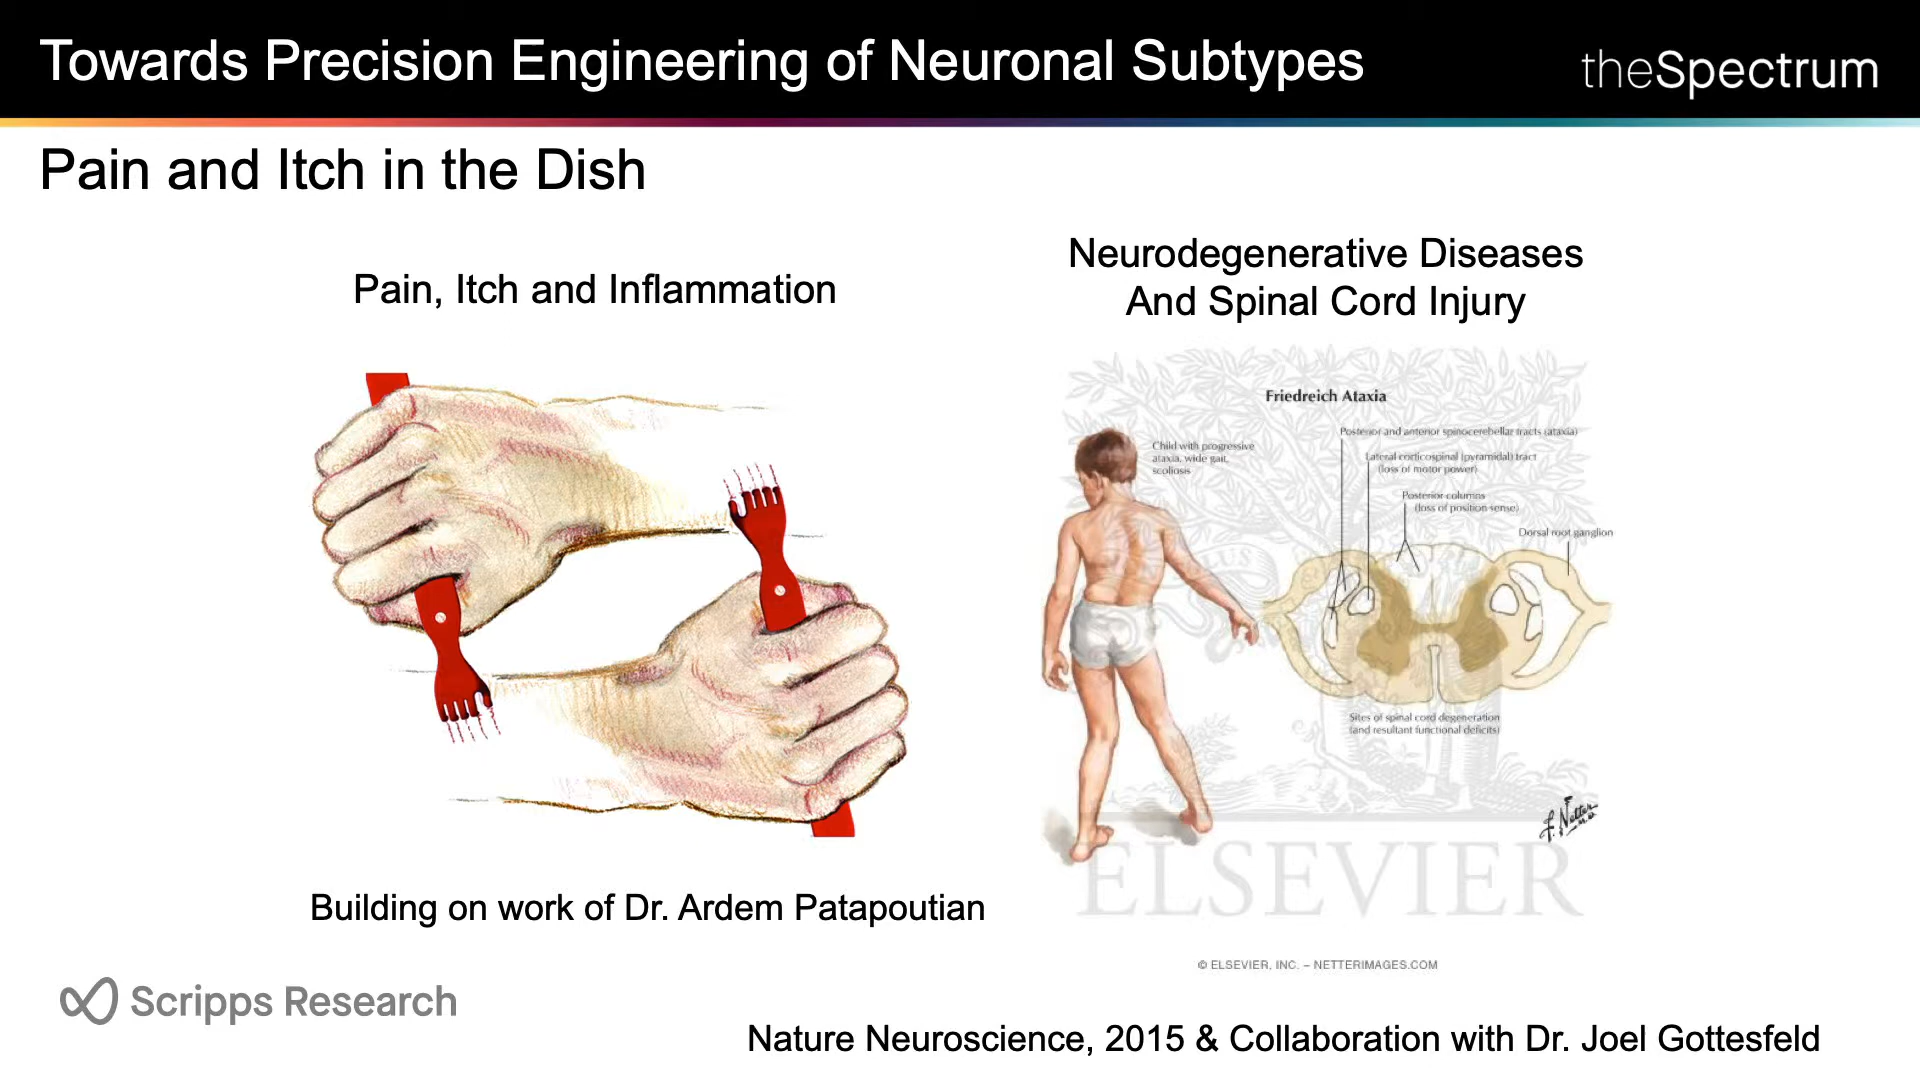 Towards Precision Engineering of Neuronal Subtypes
theSpectrum
Pain and Itch in the Dish
Pain, Itch and Inflammation
Neurodegenerative Diseases
And Spinal Cord Injury
Friedreich Ataxia
Posterior and anterior spinocerebellar tracts (ataxia)
Child with progressive
ataxia, wide gait,
scoliosis
Lateral corticospinal (pyramidal) tract
(loss of motor power)
Posterior columns
(loss of position sense)
Dorsal root ganglion
Sites of spinal cord degeneration
(and resultant functional deficits)
F. Netter
M.D.
ELSEVIER
Building on work of Dr. Ardem Patapoutian
© ELSEVIER, INC. – NETTERIMAGES.COM
Scripps Research
Nature Neuroscience, 2015 & Collaboration with Dr. Joel Gottesfeld